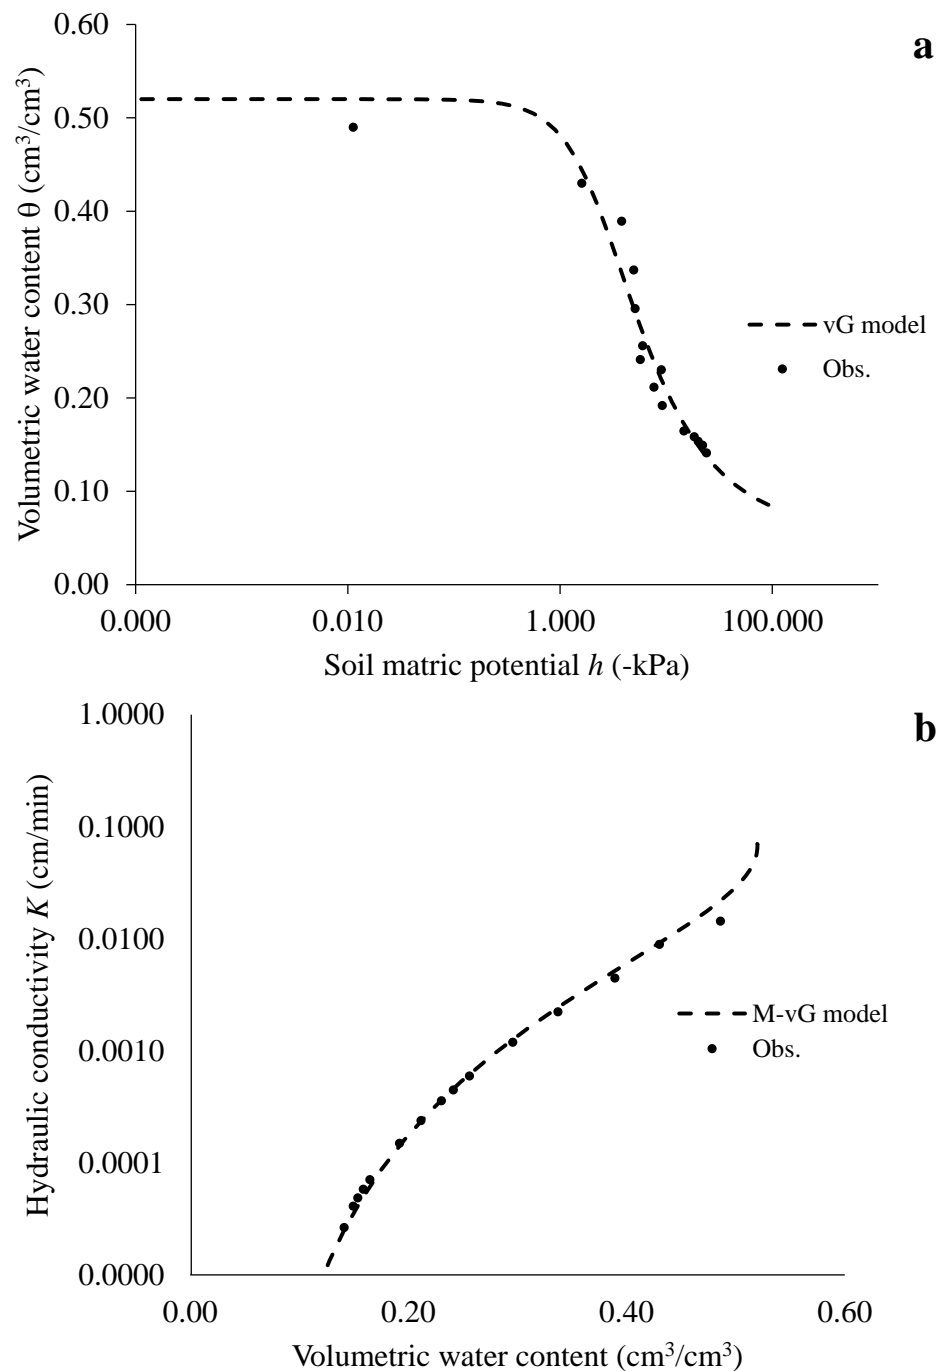 a
Volumetric water content θ (cm³/cm³)
0.60
0.50
0.40
0.30
0.20
0.10
0.00
vG model
Obs.
0.000 0.010 1.000 100.000
Soil matric potential h (-kPa)
b
Hydraulic conductivity K (cm/min)
1.0000
0.1000
0.0100
0.0010
0.0001
0.0000
M-vG model
Obs.
0.00 0.20 0.40 0.60
Volumetric water content (cm³/cm³)